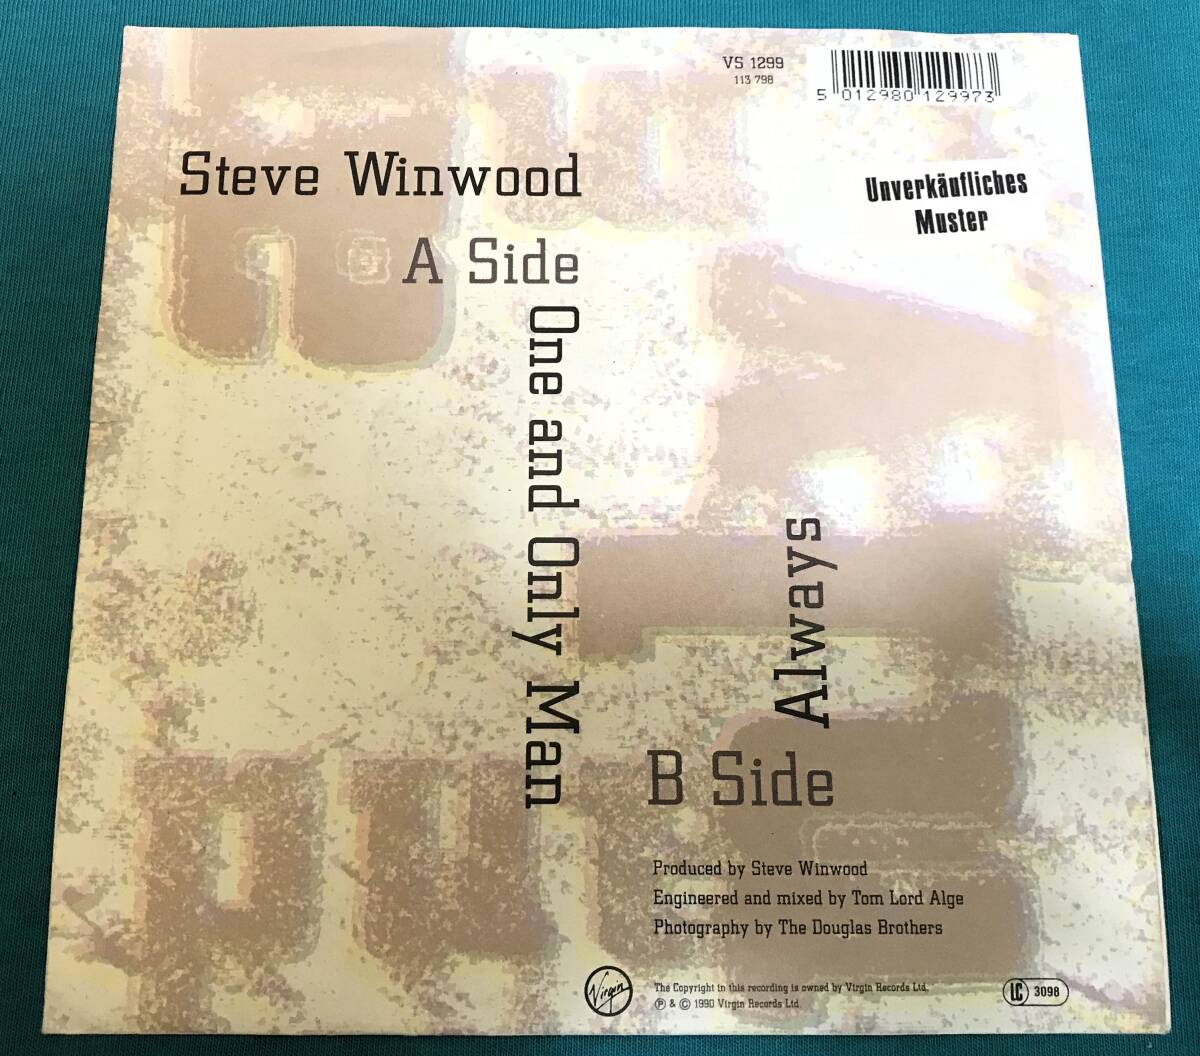 VS 1299
113 798
5 012980 129973
Unverkäufliches
Muster
Steve Winwood
A Side
One and Only Man
Always
B Side
Produced by Steve Winwood
Engineered and mixed by Tom Lord Alge
Photography by The Douglas Brothers
Virgin
The Copyright in this recording is owned by Virgin Records Ltd.
℗ & © 1990 Virgin Records Ltd.
LC 3098